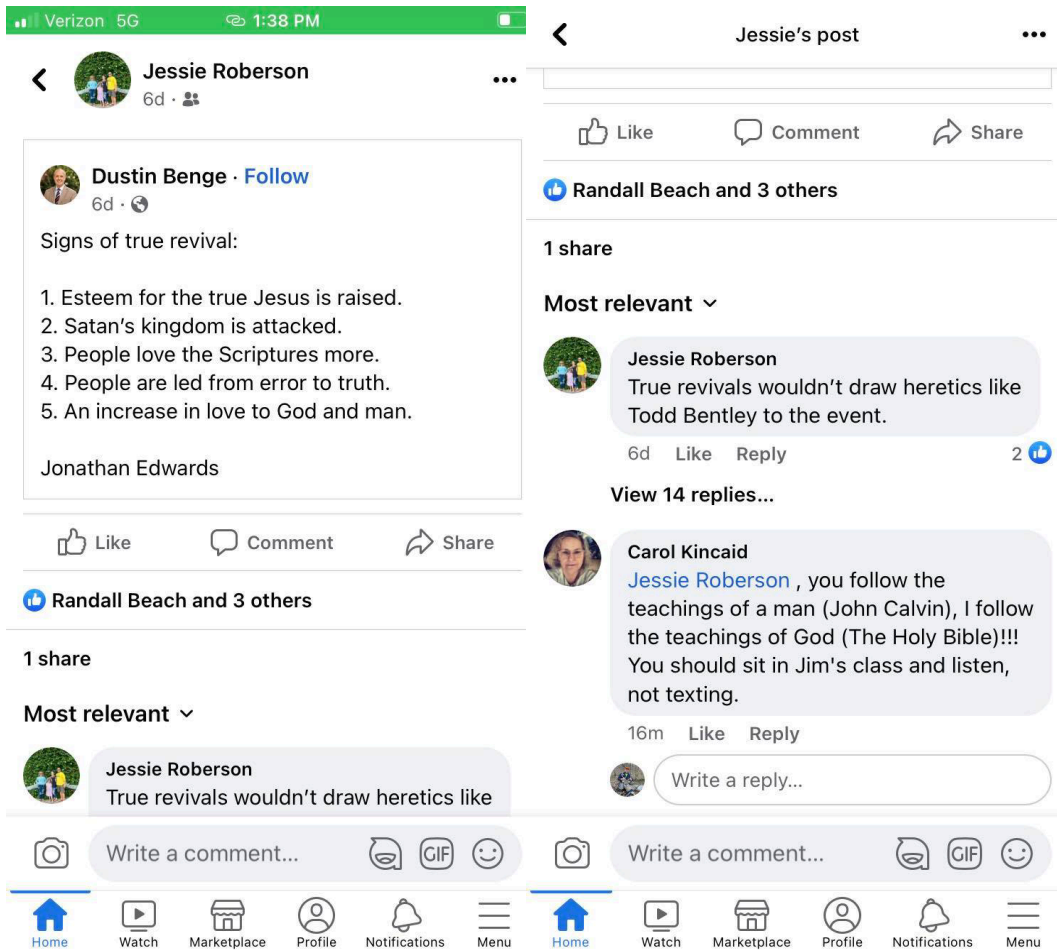 Verizon 5G 1:38 PM
Jessie Roberson
6d ·
Dustin Benge · Follow
6d ·
Signs of true revival:
1. Esteem for the true Jesus is raised.
2. Satan's kingdom is attacked.
3. People love the Scriptures more.
4. People are led from error to truth.
5. An increase in love to God and man.
Jonathan Edwards
Like Comment Share
Randall Beach and 3 others
1 share
Most relevant
Jessie Roberson
True revivals wouldn't draw heretics like
Write a comment... GIF
Home Watch Marketplace Profile Notifications Menu
Jessie's post
Like Comment Share
Randall Beach and 3 others
1 share
Most relevant
Jessie Roberson
True revivals wouldn't draw heretics like
Todd Bentley to the event.
6d Like Reply 2
View 14 replies...
Carol Kincaid
Jessie Roberson , you follow the
teachings of a man (John Calvin), I follow
the teachings of God (The Holy Bible)!!!
You should sit in Jim's class and listen,
not texting.
16m Like Reply
Write a reply...
Write a comment... GIF
Home Watch Marketplace Profile Notifications Menu